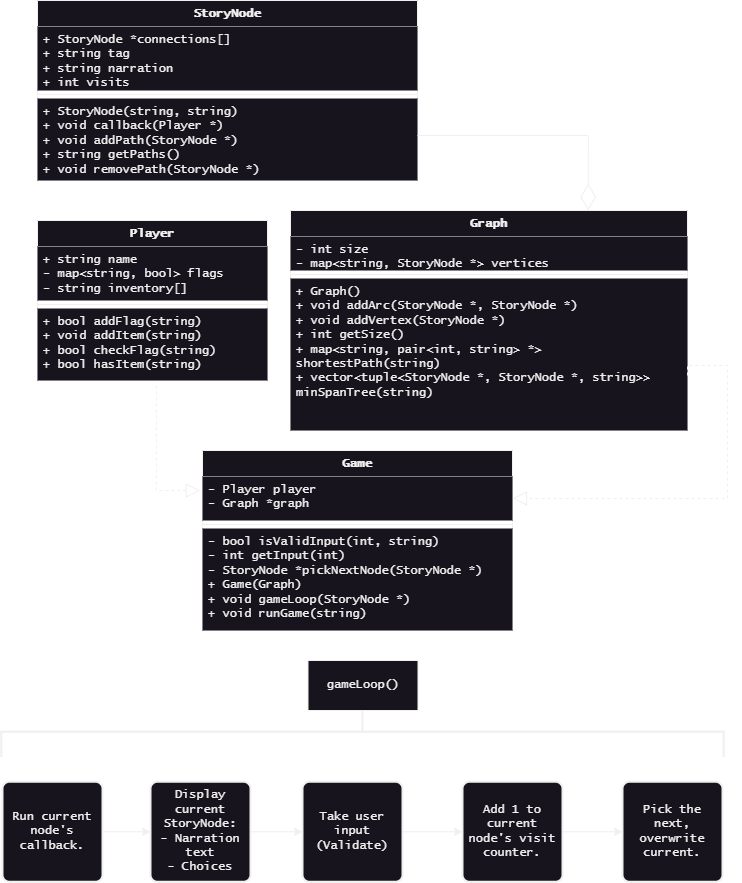 StoryNode
+ StoryNode *connections[]
+ string tag
+ string narration
+ int visits
+ StoryNode(string, string)
+ void callback(Player *)
+ void addPath(StoryNode *)
+ string getPaths()
+ void removePath(StoryNode *)
Player
+ string name
- map<string, bool> flags
- string inventory[]
+ bool addFlag(string)
+ void addItem(string)
+ bool checkFlag(string)
+ bool hasItem(string)
Graph
- int size
- map<string, StoryNode *> vertices
+ Graph()
+ void addArc(StoryNode *, StoryNode *)
+ void addVertex(StoryNode *)
+ int getSize()
+ map<string, pair<int, string> *>
shortestPath(string)
+ vector<tuple<StoryNode *, StoryNode *, string>>
minSpanTree(string)
Game
- Player player
- Graph *graph
- bool isValidInput(int, string)
- int getInput(int)
- StoryNode *pickNextNode(StoryNode *)
+ Game(Graph)
+ void gameLoop(StoryNode *)
+ void runGame(string)
gameLoop()
Run current
node's
callback.
Display
current
StoryNode:
- Narration
text
- Choices
Take user
input
(Validate)
Add 1 to
current
node's visit
counter.
Pick the
next,
overwrite
current.